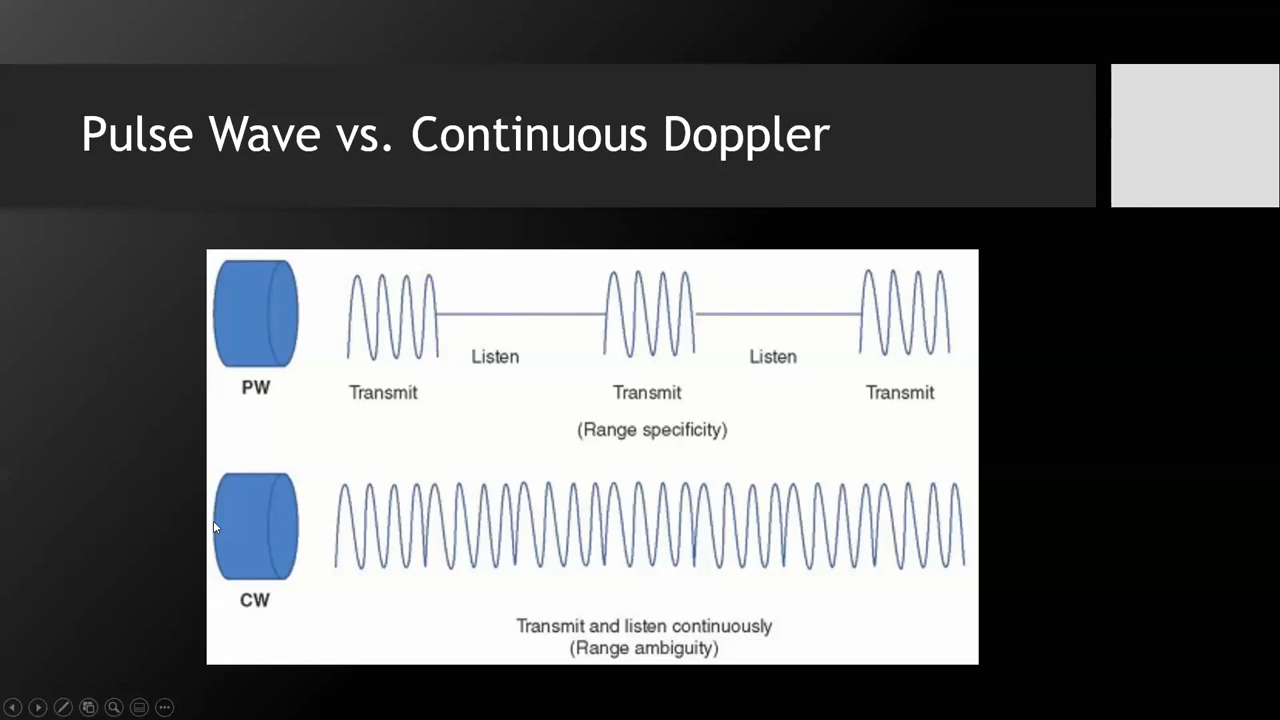 Pulse Wave vs. Continuous Doppler
PW
Listen
Listen
Transmit
Transmit
Transmit
(Range specificity)
CW
Transmit and listen continuously
(Range ambiguity)